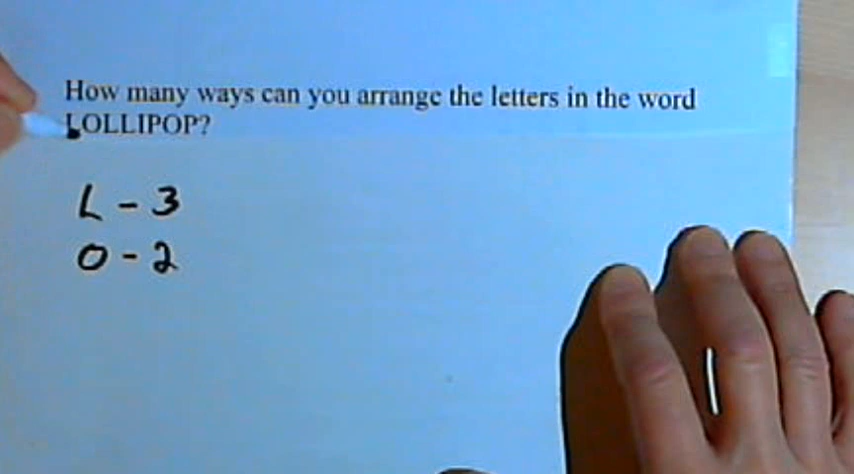 How many ways can you arrange the letters in the word
LOLLIPOP?
L - 3
O - 2